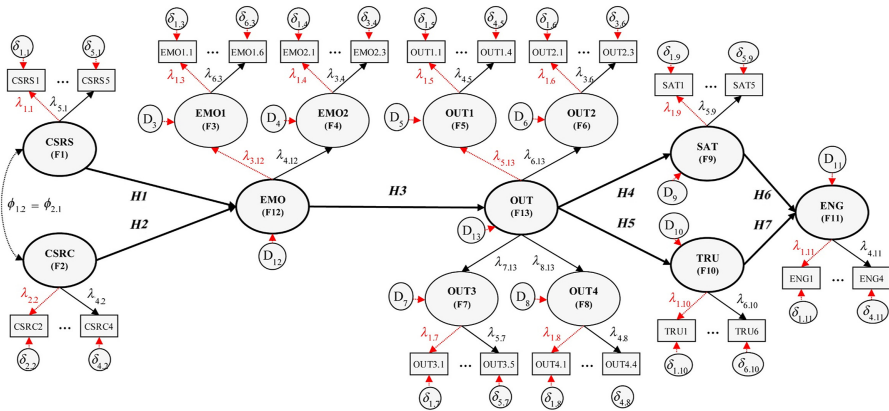 δ1.1 δ5.1 δ1.3 δ6.3 δ1.4 δ3.4 δ1.5 δ4.5 δ1.6 δ3.6 δ1.9 δ5.9
CSRS1 ... CSRS5
EMO1.1 ... EMO1.6
EMO2.1 ... EMO2.3
OUT1.1 ... OUT1.4
OUT2.1 ... OUT2.3
SAT1 ... SAT5
λ1.1 λ5.1
λ1.3 λ6.3
λ1.4 λ3.4
λ1.5 λ4.5
λ1.6 λ3.6
λ1.9 λ5.9
CSRS
(F1)
D3
EMO1
(F3)
D4
EMO2
(F4)
D5
OUT1
(F5)
D6
OUT2
(F6)
SAT
(F9)
D9
λ3.12 λ4.12
λ5.13 λ6.13
D11
ϕ1.2 = ϕ2.1
H1
H2
EMO
(F12)
D12
H3
OUT
(F13)
D13
H4
H5
H6
H7
ENG
(F11)
D10
CSRC
(F2)
TRU
(F10)
λ7.13 λ8.13
λ1.11 λ4.11
ENG1 ... ENG4
δ1.11 δ4.11
λ2.2 λ4.2
CSRC2 ... CSRC4
δ2.2 δ4.2
D7
OUT3
(F7)
D8
OUT4
(F8)
λ1.7 λ5.7
λ1.8 λ4.8
λ1.10 λ6.10
OUT3.1 ... OUT3.5
OUT4.1 ... OUT4.4
TRU1 ... TRU6
δ1.7 δ5.7 δ1.8 δ4.8 δ1.10 δ6.10